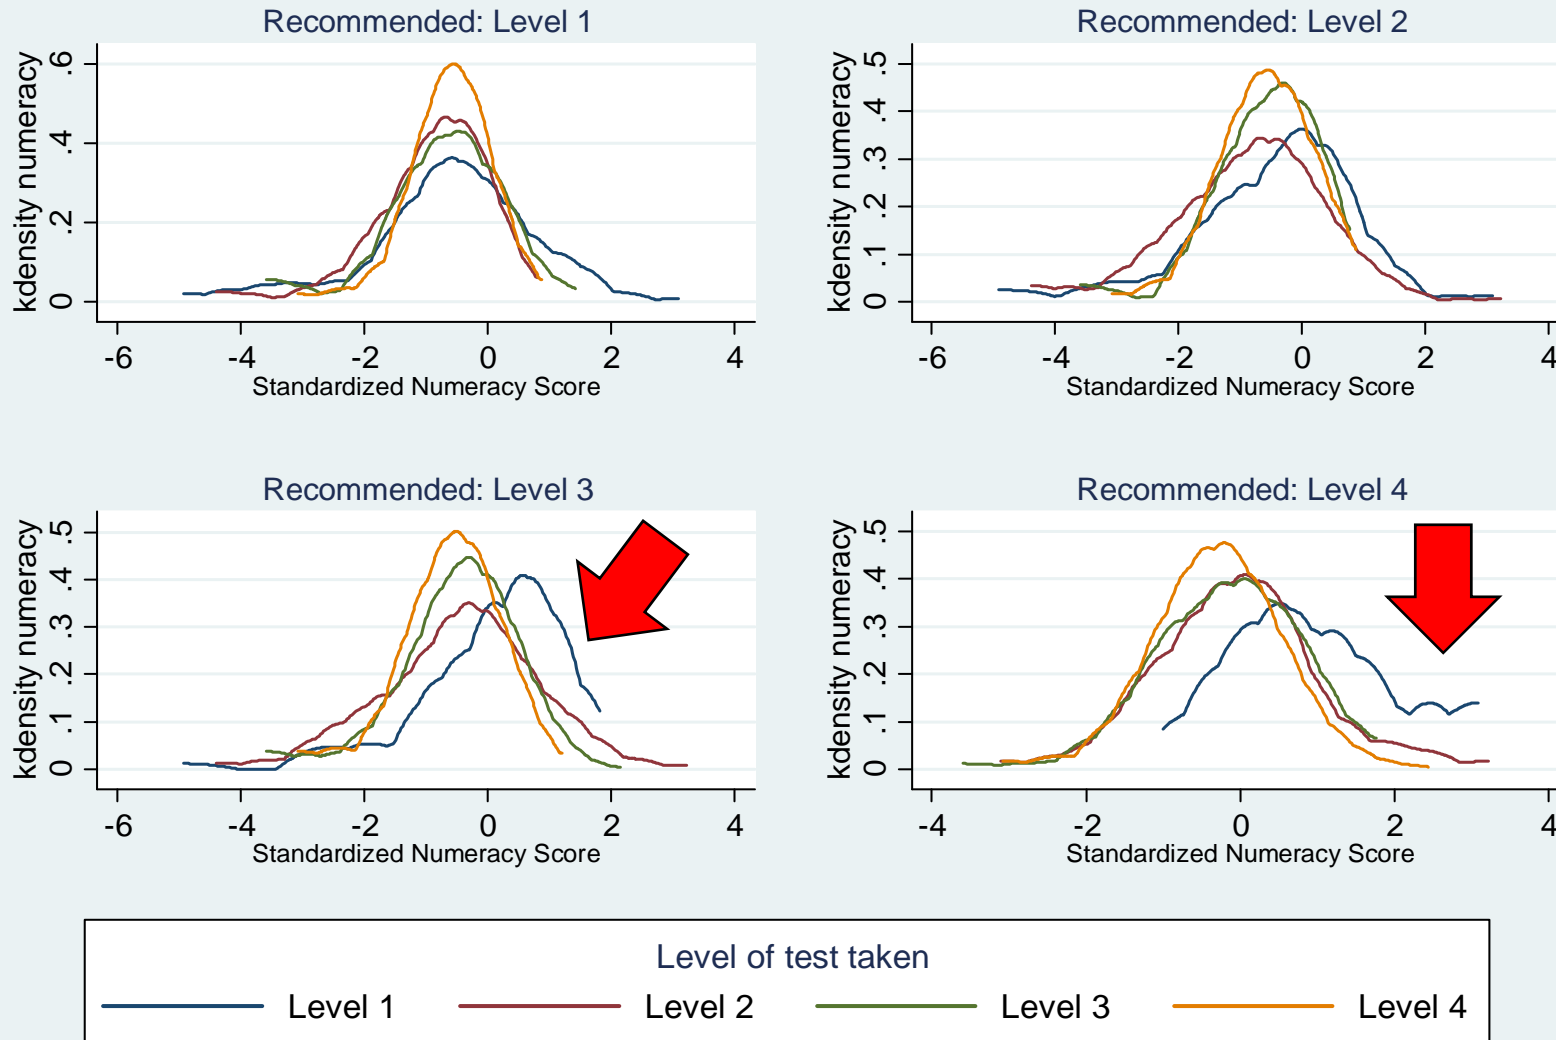 Recommended: Level 1
kdensity numeracy
.6
.4
.2
0
-6 -4 -2 0 2 4
Standardized Numeracy Score
Recommended: Level 2
kdensity numeracy
.5
.4
.3
.2
.1
0
-6 -4 -2 0 2 4
Standardized Numeracy Score
Recommended: Level 3
kdensity numeracy
.5
.4
.3
.2
.1
0
-6 -4 -2 0 2 4
Standardized Numeracy Score
Recommended: Level 4
kdensity numeracy
.5
.4
.3
.2
.1
0
-4 -2 0 2 4
Standardized Numeracy Score
Level of test taken
Level 1 Level 2 Level 3 Level 4